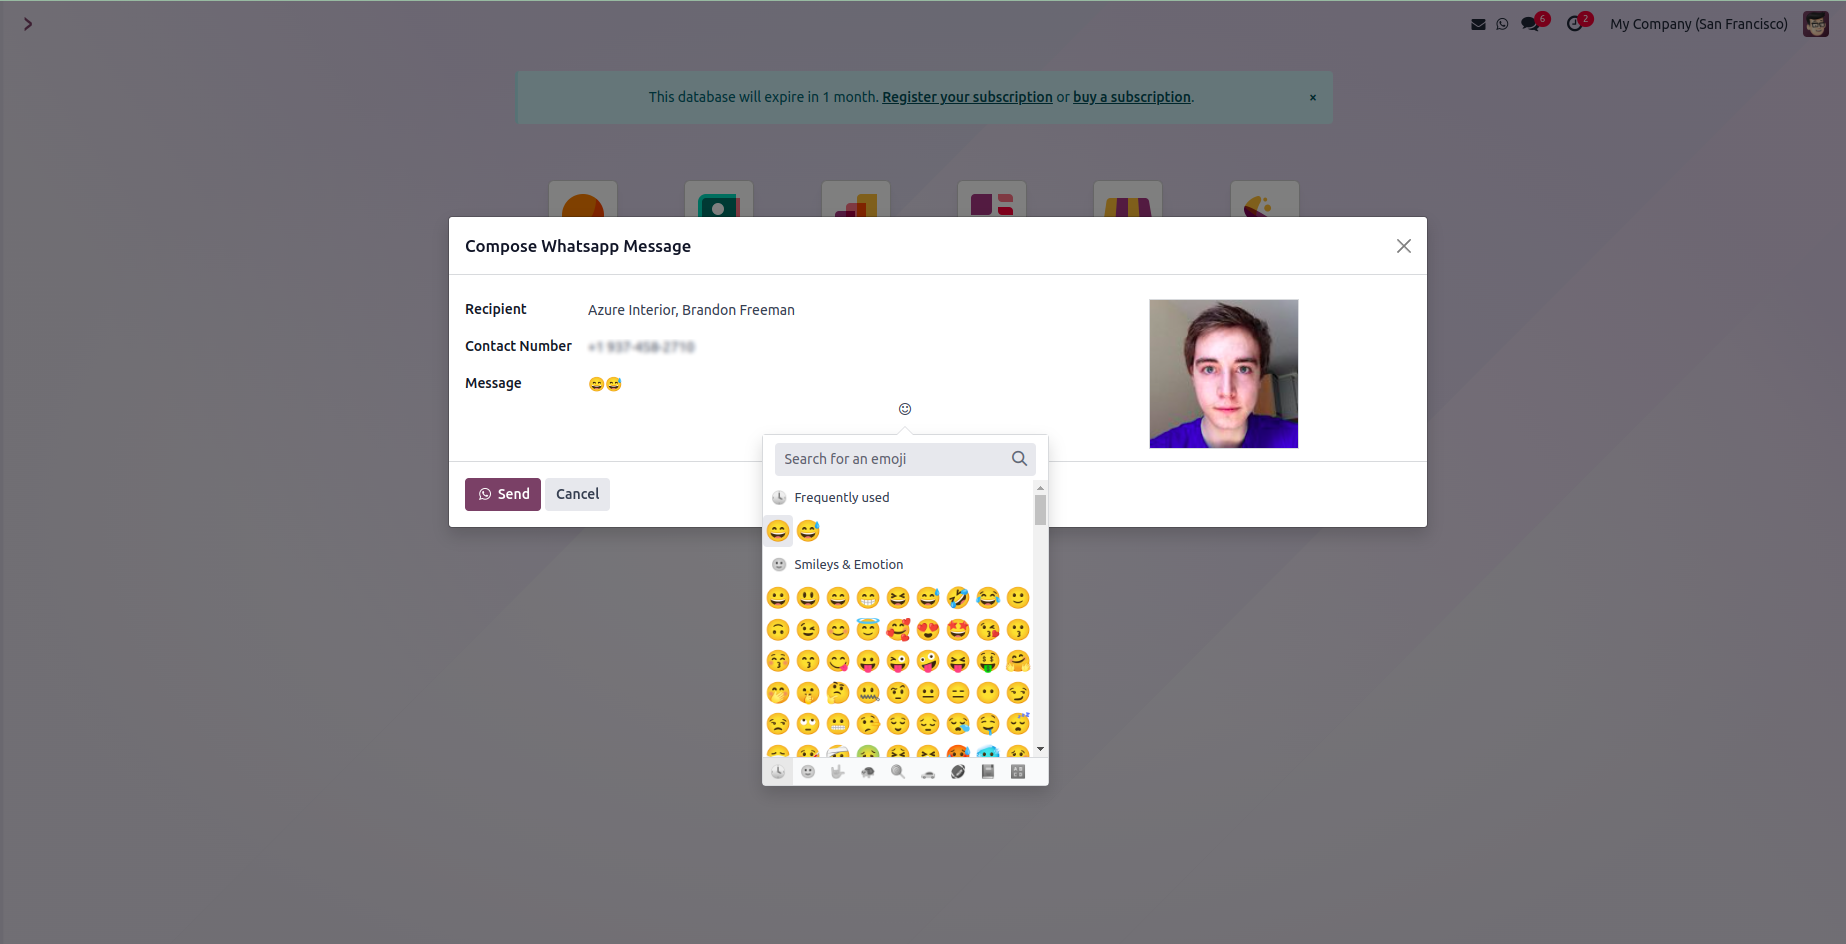 My Company (San Francisco)
6
2
This database will expire in 1 month. Register your subscription or buy a subscription.
Compose Whatsapp Message
Recipient
Azure Interior, Brandon Freeman
Contact Number
Message
😄😅
Search for an emoji
Frequently used
Smileys & Emotion
Send
Cancel